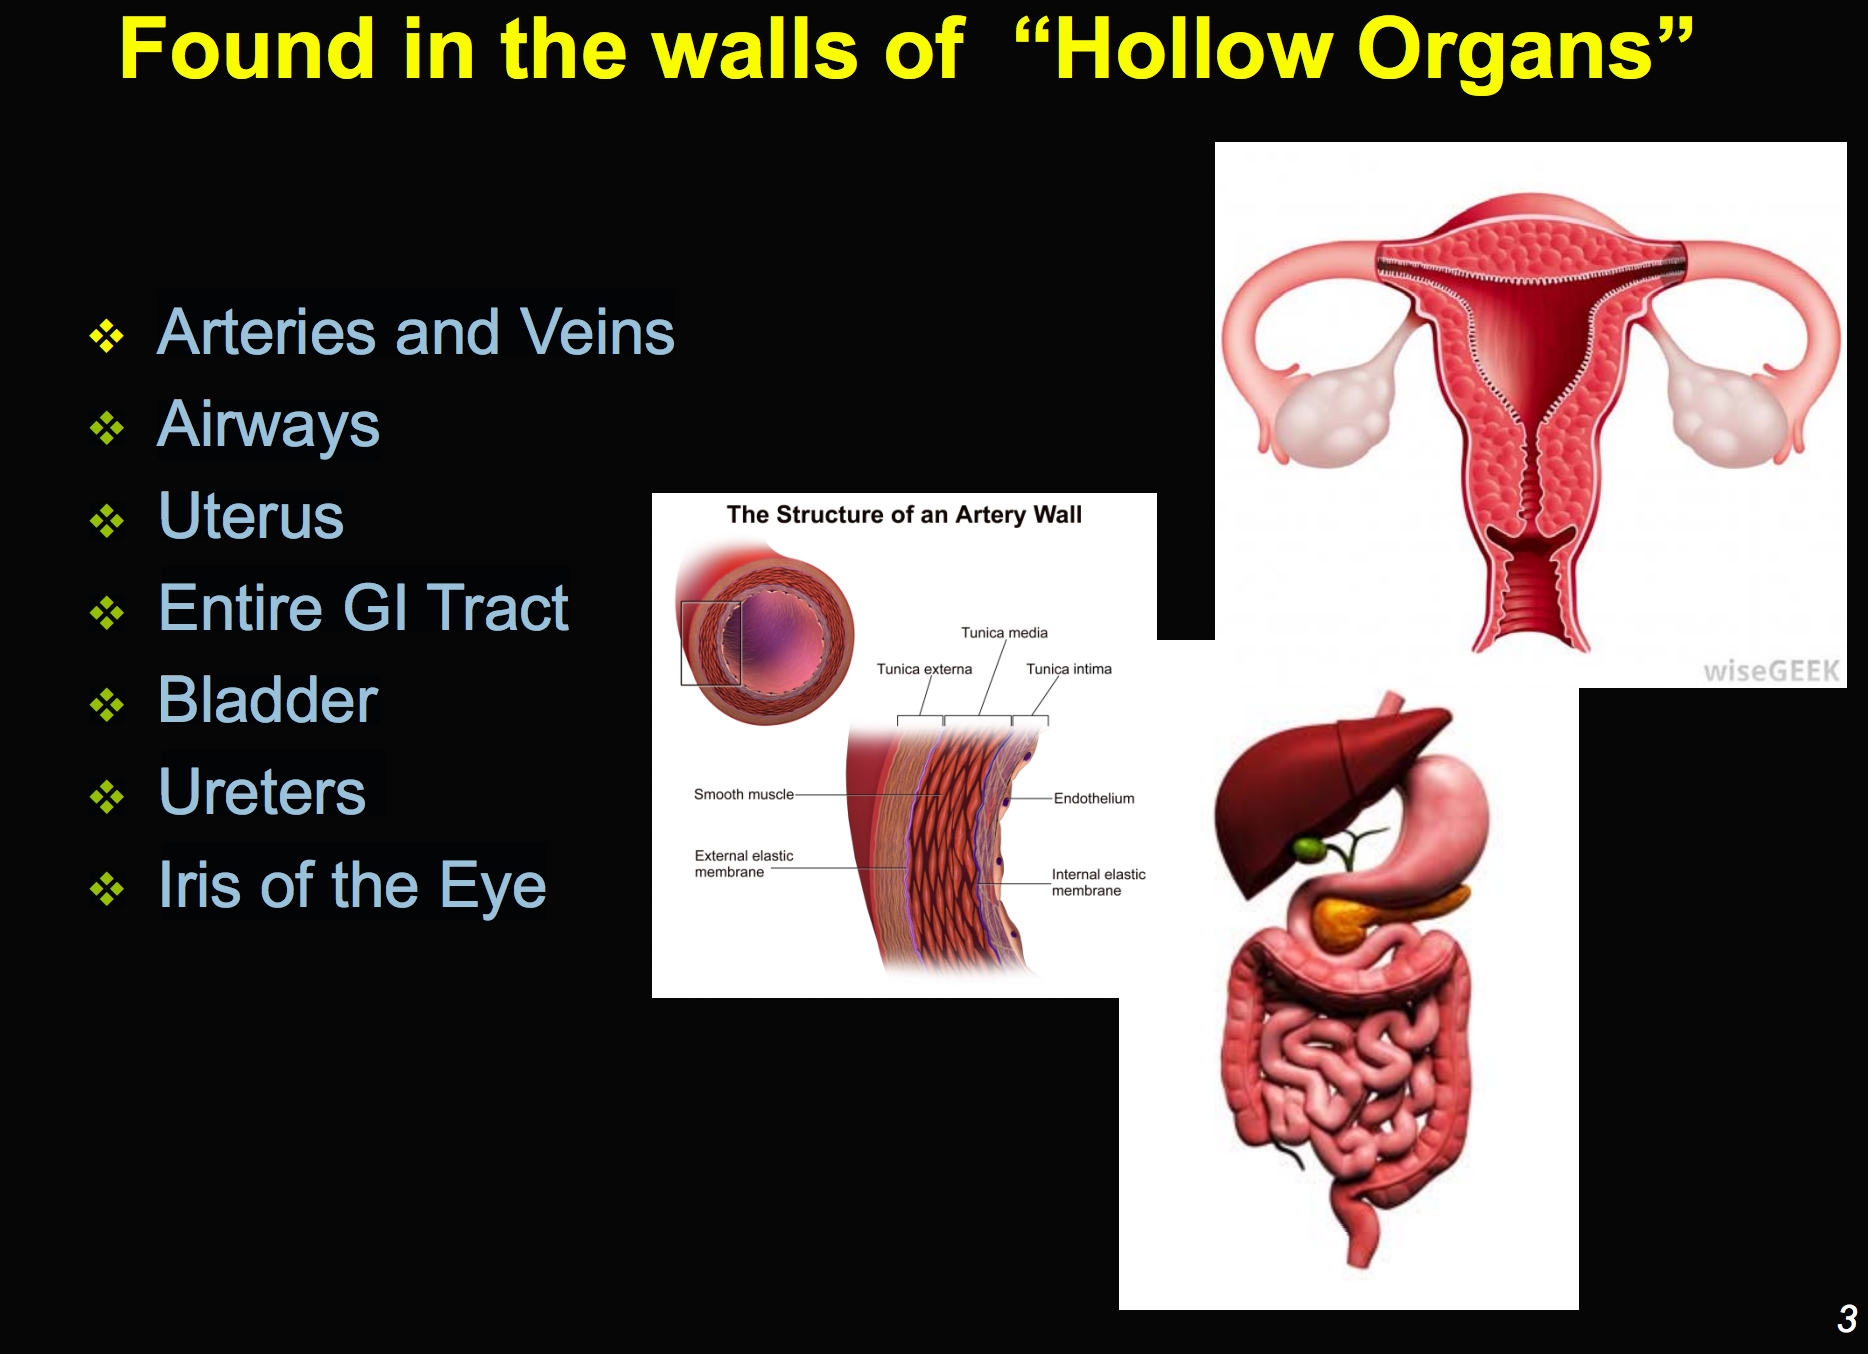 Found in the walls of “Hollow Organs”
Arteries and Veins
Airways
Uterus
Entire GI Tract
Bladder
Ureters
Iris of the Eye
The Structure of an Artery Wall
Tunica media
Tunica externa
Tunica intima
Smooth muscle
Endothelium
External elastic
membrane
Internal elastic
membrane
wiseGEEK
3